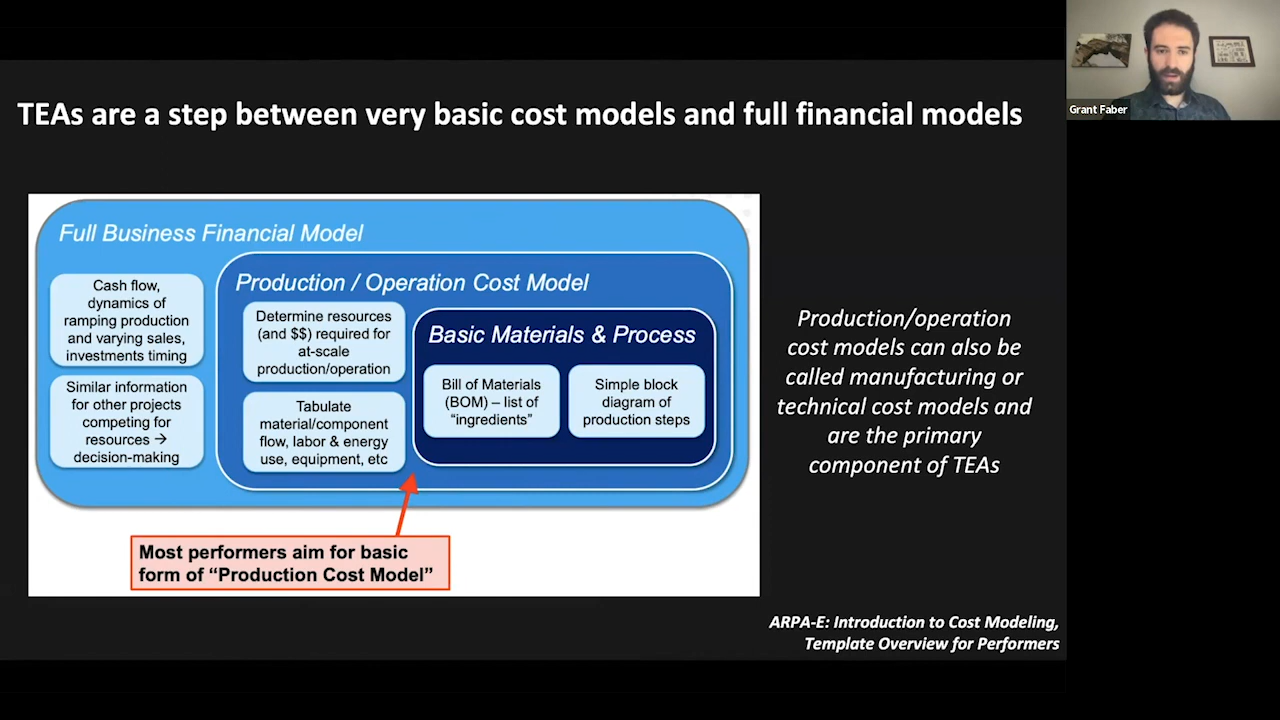 Grant Faber
TEAs are a step between very basic cost models and full financial models
Full Business Financial Model
Cash flow,
dynamics of
ramping production
and varying sales,
investments timing
Similar information
for other projects
competing for
resources →
decision-making
Production / Operation Cost Model
Determine resources
(and $$) required for
at-scale
production/operation
Tabulate
material/component
flow, labor & energy
use, equipment, etc
Basic Materials & Process
Bill of Materials
(BOM) – list of
“ingredients”
Simple block
diagram of
production steps
Most performers aim for basic
form of “Production Cost Model”
Production/operation
cost models can also be
called manufacturing or
technical cost models and
are the primary
component of TEAs
ARPA-E: Introduction to Cost Modeling,
Template Overview for Performers